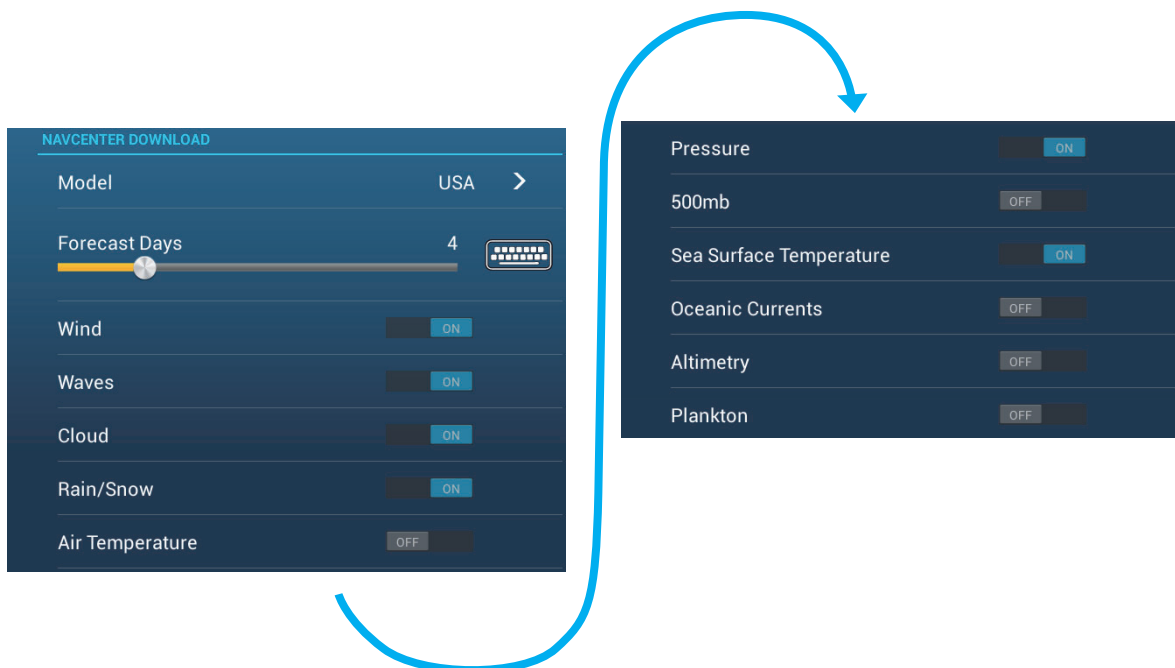 NAVCENTER DOWNLOAD
Model USA
Forecast Days 4
Wind ON
Waves ON
Cloud ON
Rain/Snow ON
Air Temperature OFF
Pressure ON
500mb OFF
Sea Surface Temperature ON
Oceanic Currents OFF
Altimetry OFF
Plankton OFF